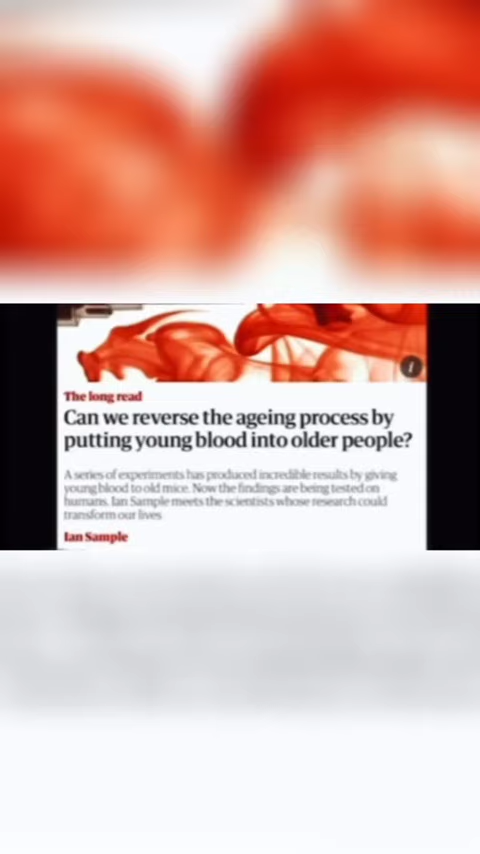 The long read
Can we reverse the ageing process by
putting young blood into older people?
A series of experiments has produced incredible results by giving
young blood to old mice. Now the findings are being tested on
humans. Ian Sample meets the scientists whose research could
transform our lives
Ian Sample